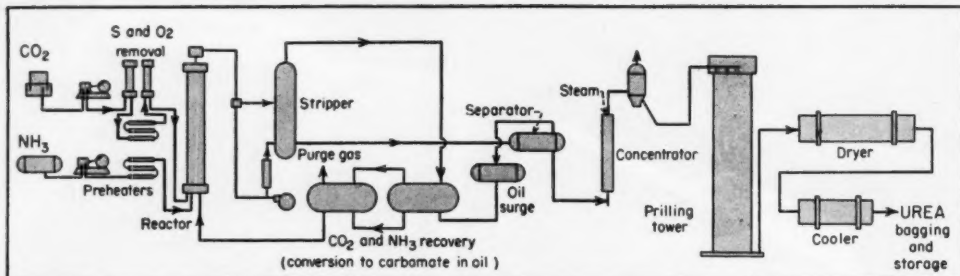 S and O2
removal
CO2
NH3
Preheaters
Reactor
Stripper
Purge gas
CO2 and NH3 recovery
(conversion to carbamate in oil)
Separator
Oil
surge
Steam
Concentrator
Prilling
tower
Dryer
Cooler
UREA
bagging
and
storage